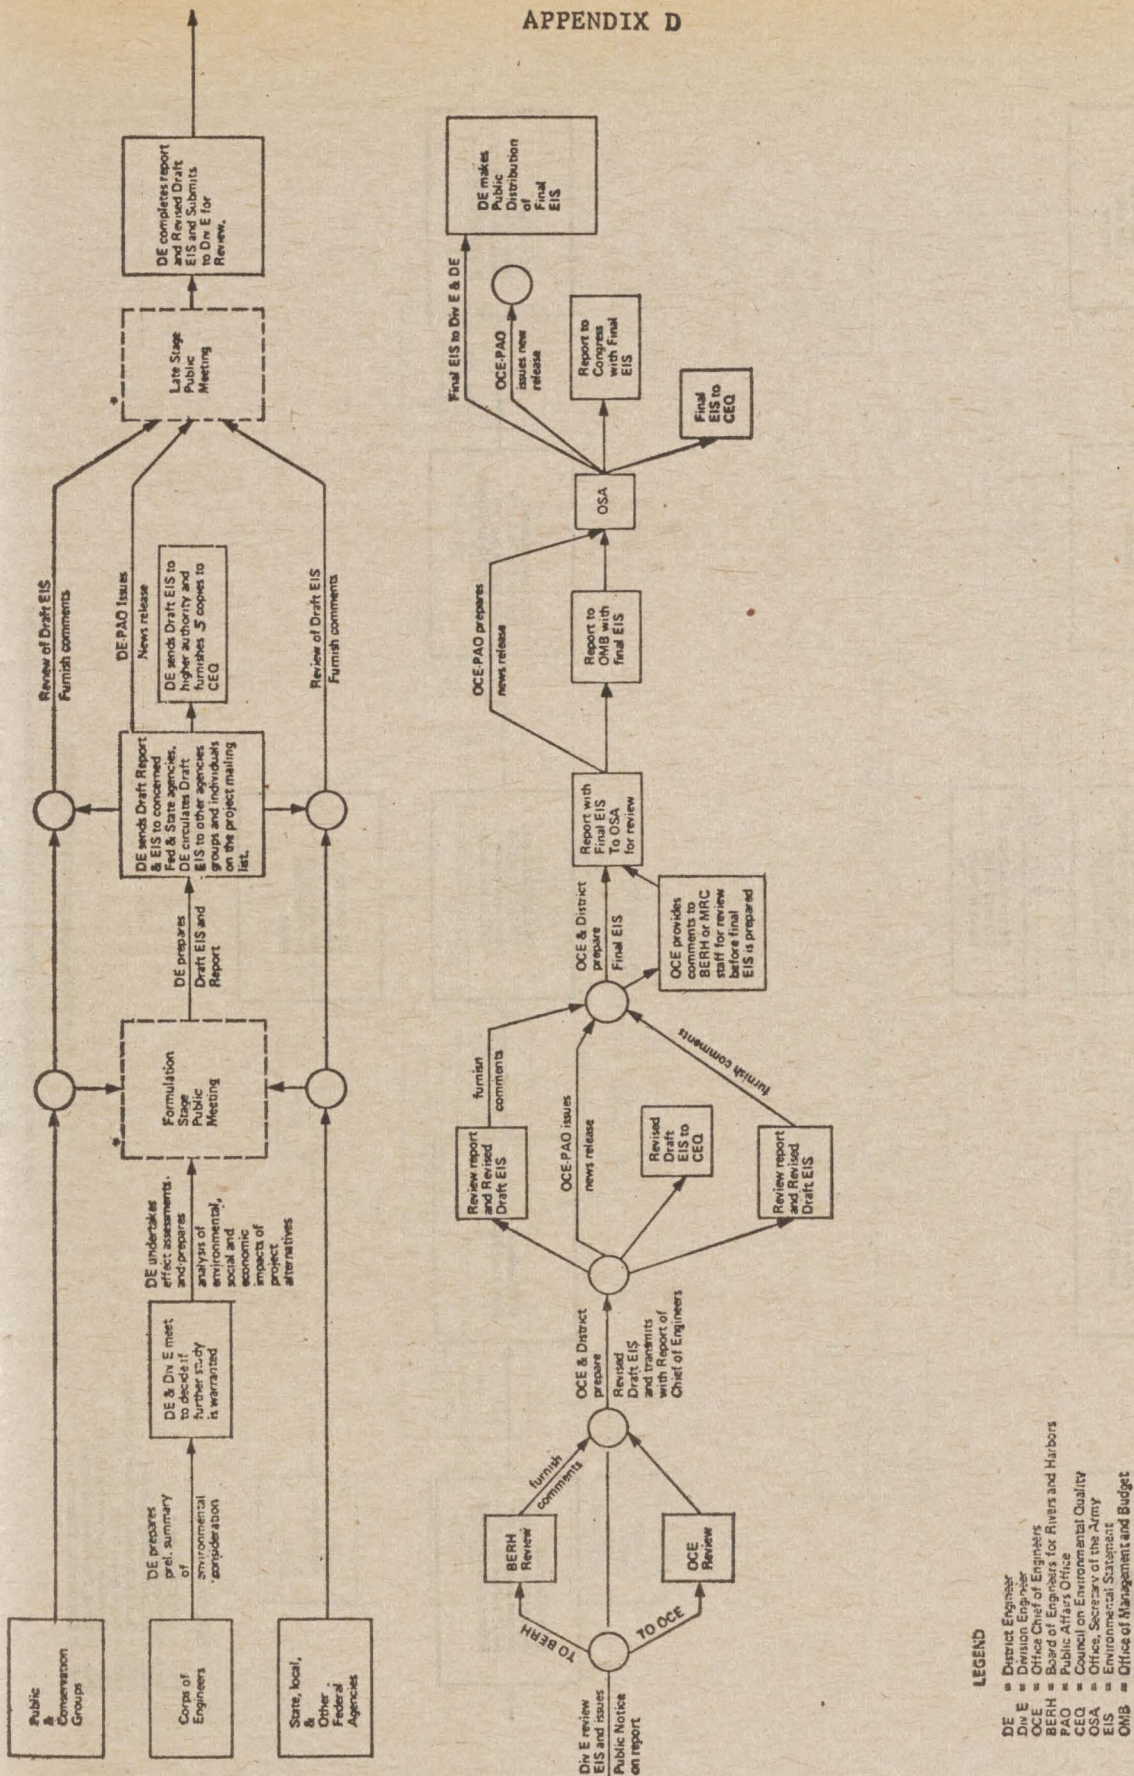 APPENDIX D
Public
&
Conservation
Groups
Corps of
Engineers
State, local,
&
Other
Federal
Agencies
DE prepares
prel. summary
of
environmental
consideration
DE & Div E meet
to decide if
further study
is warranted
DE undertakes
effect assessments
and prepares
analysis of
environmental,
social and
economic
impacts of
project
alternatives
*
Formulation
Stage
Public
Meeting
DE prepares
Draft EIS and
Report
DE sends Draft Report
& EIS to concerned
Fed & State agencies.
DE circulates Draft
EIS to other agencies
groups and individuals
on the project mailing
list.
Review of Draft EIS
Furnish comments
DE-PAO Issues
News release
DE sends Draft EIS to
higher authority and
furnishes 5 copies to
CEQ
Review of Draft EIS
Furnish comments
*
Late Stage
Public
Meeting
DE completes report
and Revised Draft
EIS and Submits
to Div E for
Review.
Div E review
EIS and issues
Public Notice
on report
TO BERH
TO OCE
BERH
Review
OCE
Review
furnish
comments
OCE & District
prepare
Revised
Draft EIS
and transmits
with Report of
Chief of Engineers
Review report
and Revised
Draft EIS
OCE-PAO issues
news release
Revised
Draft
EIS to
CEQ
Review report
and Revised
Draft EIS
furnish
comments
furnish comments
OCE & District
prepare
Final EIS
OCE provides
comments to
BERH or MRC
staff for review
before final
EIS is prepared
Report with
Final EIS
To OSA
for review
OCE-PAO prepares
news release
Report to
OMB with
final EIS
OSA
Final EIS to Div E & DE
OCE-PAO
issues new
release
DE makes
Public
Distribution
of
Final
EIS
Report to
Congress
with Final
EIS
Final
EIS to
CEQ
LEGEND
DE = District Engineer
Div E = Division Engineer
OCE = Office Chief of Engineers
BERH = Board of Engineers for Rivers and Harbors
PAO = Public Affairs Office
CEQ = Council on Environmental Quality
OSA = Office, Secretary of the Army
EIS = Environmental Statement
OMB = Office of Management and Budget